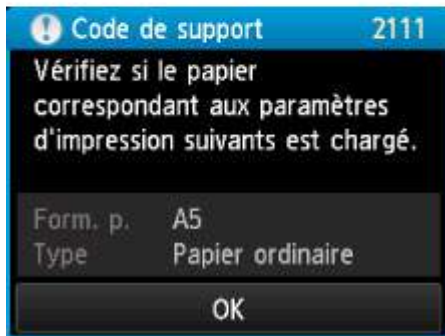 Code de support 2111
Vérifiez si le papier
correspondant aux paramètres
d'impression suivants est chargé.
Form. p. A5
Type Papier ordinaire
OK